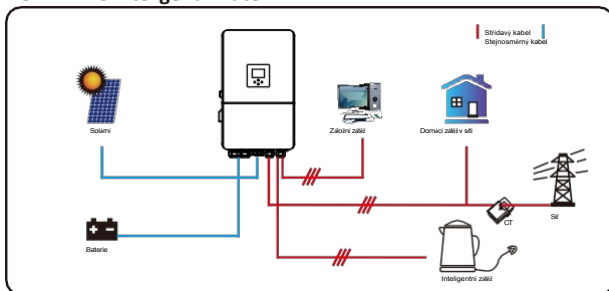 Střídavý kabel
Stejnosměrný kabel
Solární
Záložní zátěž
Domácí zátěž v síti
CT
Síť
Baterie
Inteligentní zátěž